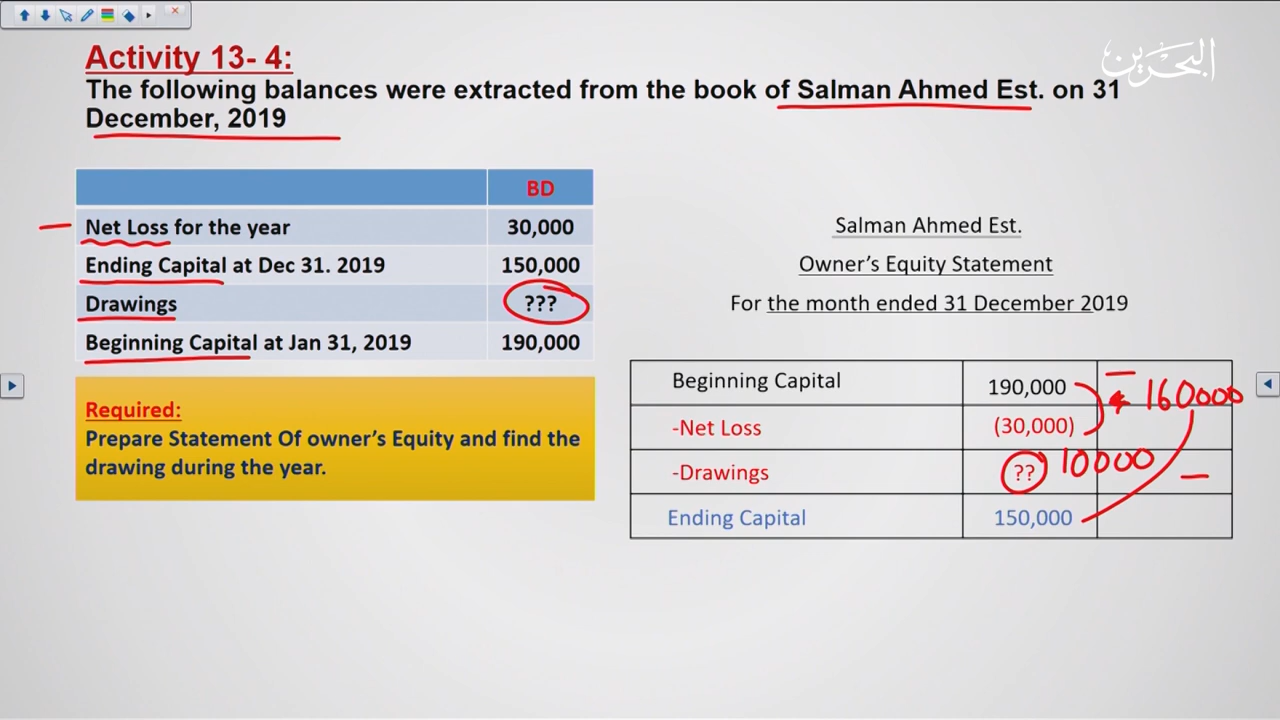 البحرين
Activity 13- 4:
The following balances were extracted from the book of Salman Ahmed Est. on 31
December, 2019
BD
Net Loss for the year 30,000
Ending Capital at Dec 31. 2019 150,000
Drawings ???
Beginning Capital at Jan 31, 2019 190,000
Required:
Prepare Statement Of owner’s Equity and find the
drawing during the year.
Salman Ahmed Est.
Owner’s Equity Statement
For the month ended 31 December 2019
Beginning Capital 190,000 160000
-Net Loss (30,000)
-Drawings ?? 10000
Ending Capital 150,000